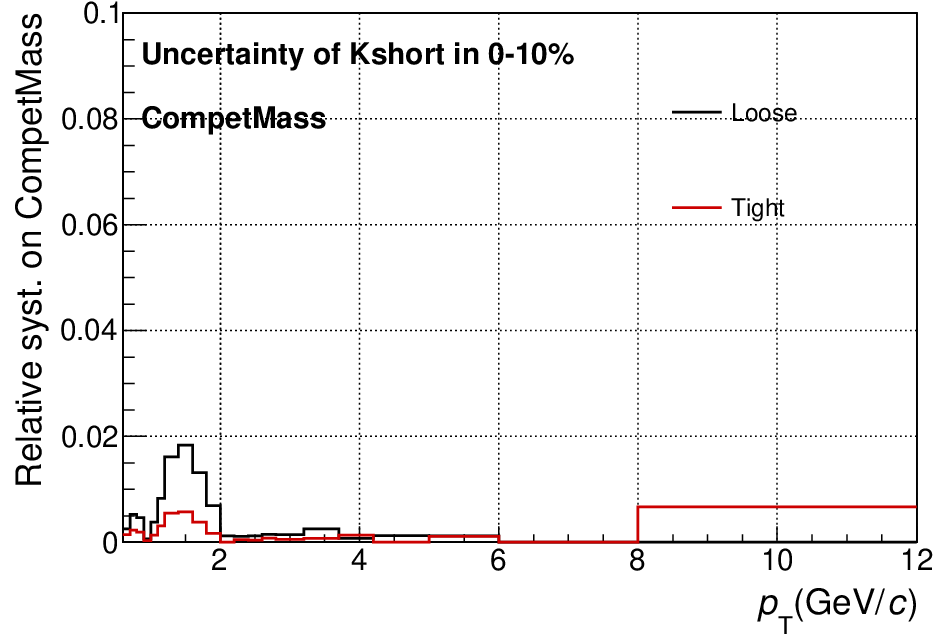 Relative syst. on CompetMass
0.1
0.08
0.06
0.04
0.02
0
Uncertainty of Kshort in 0-10%
CompetMass
Loose
Tight
2 4 6 8 10 12
pT(GeV/c)